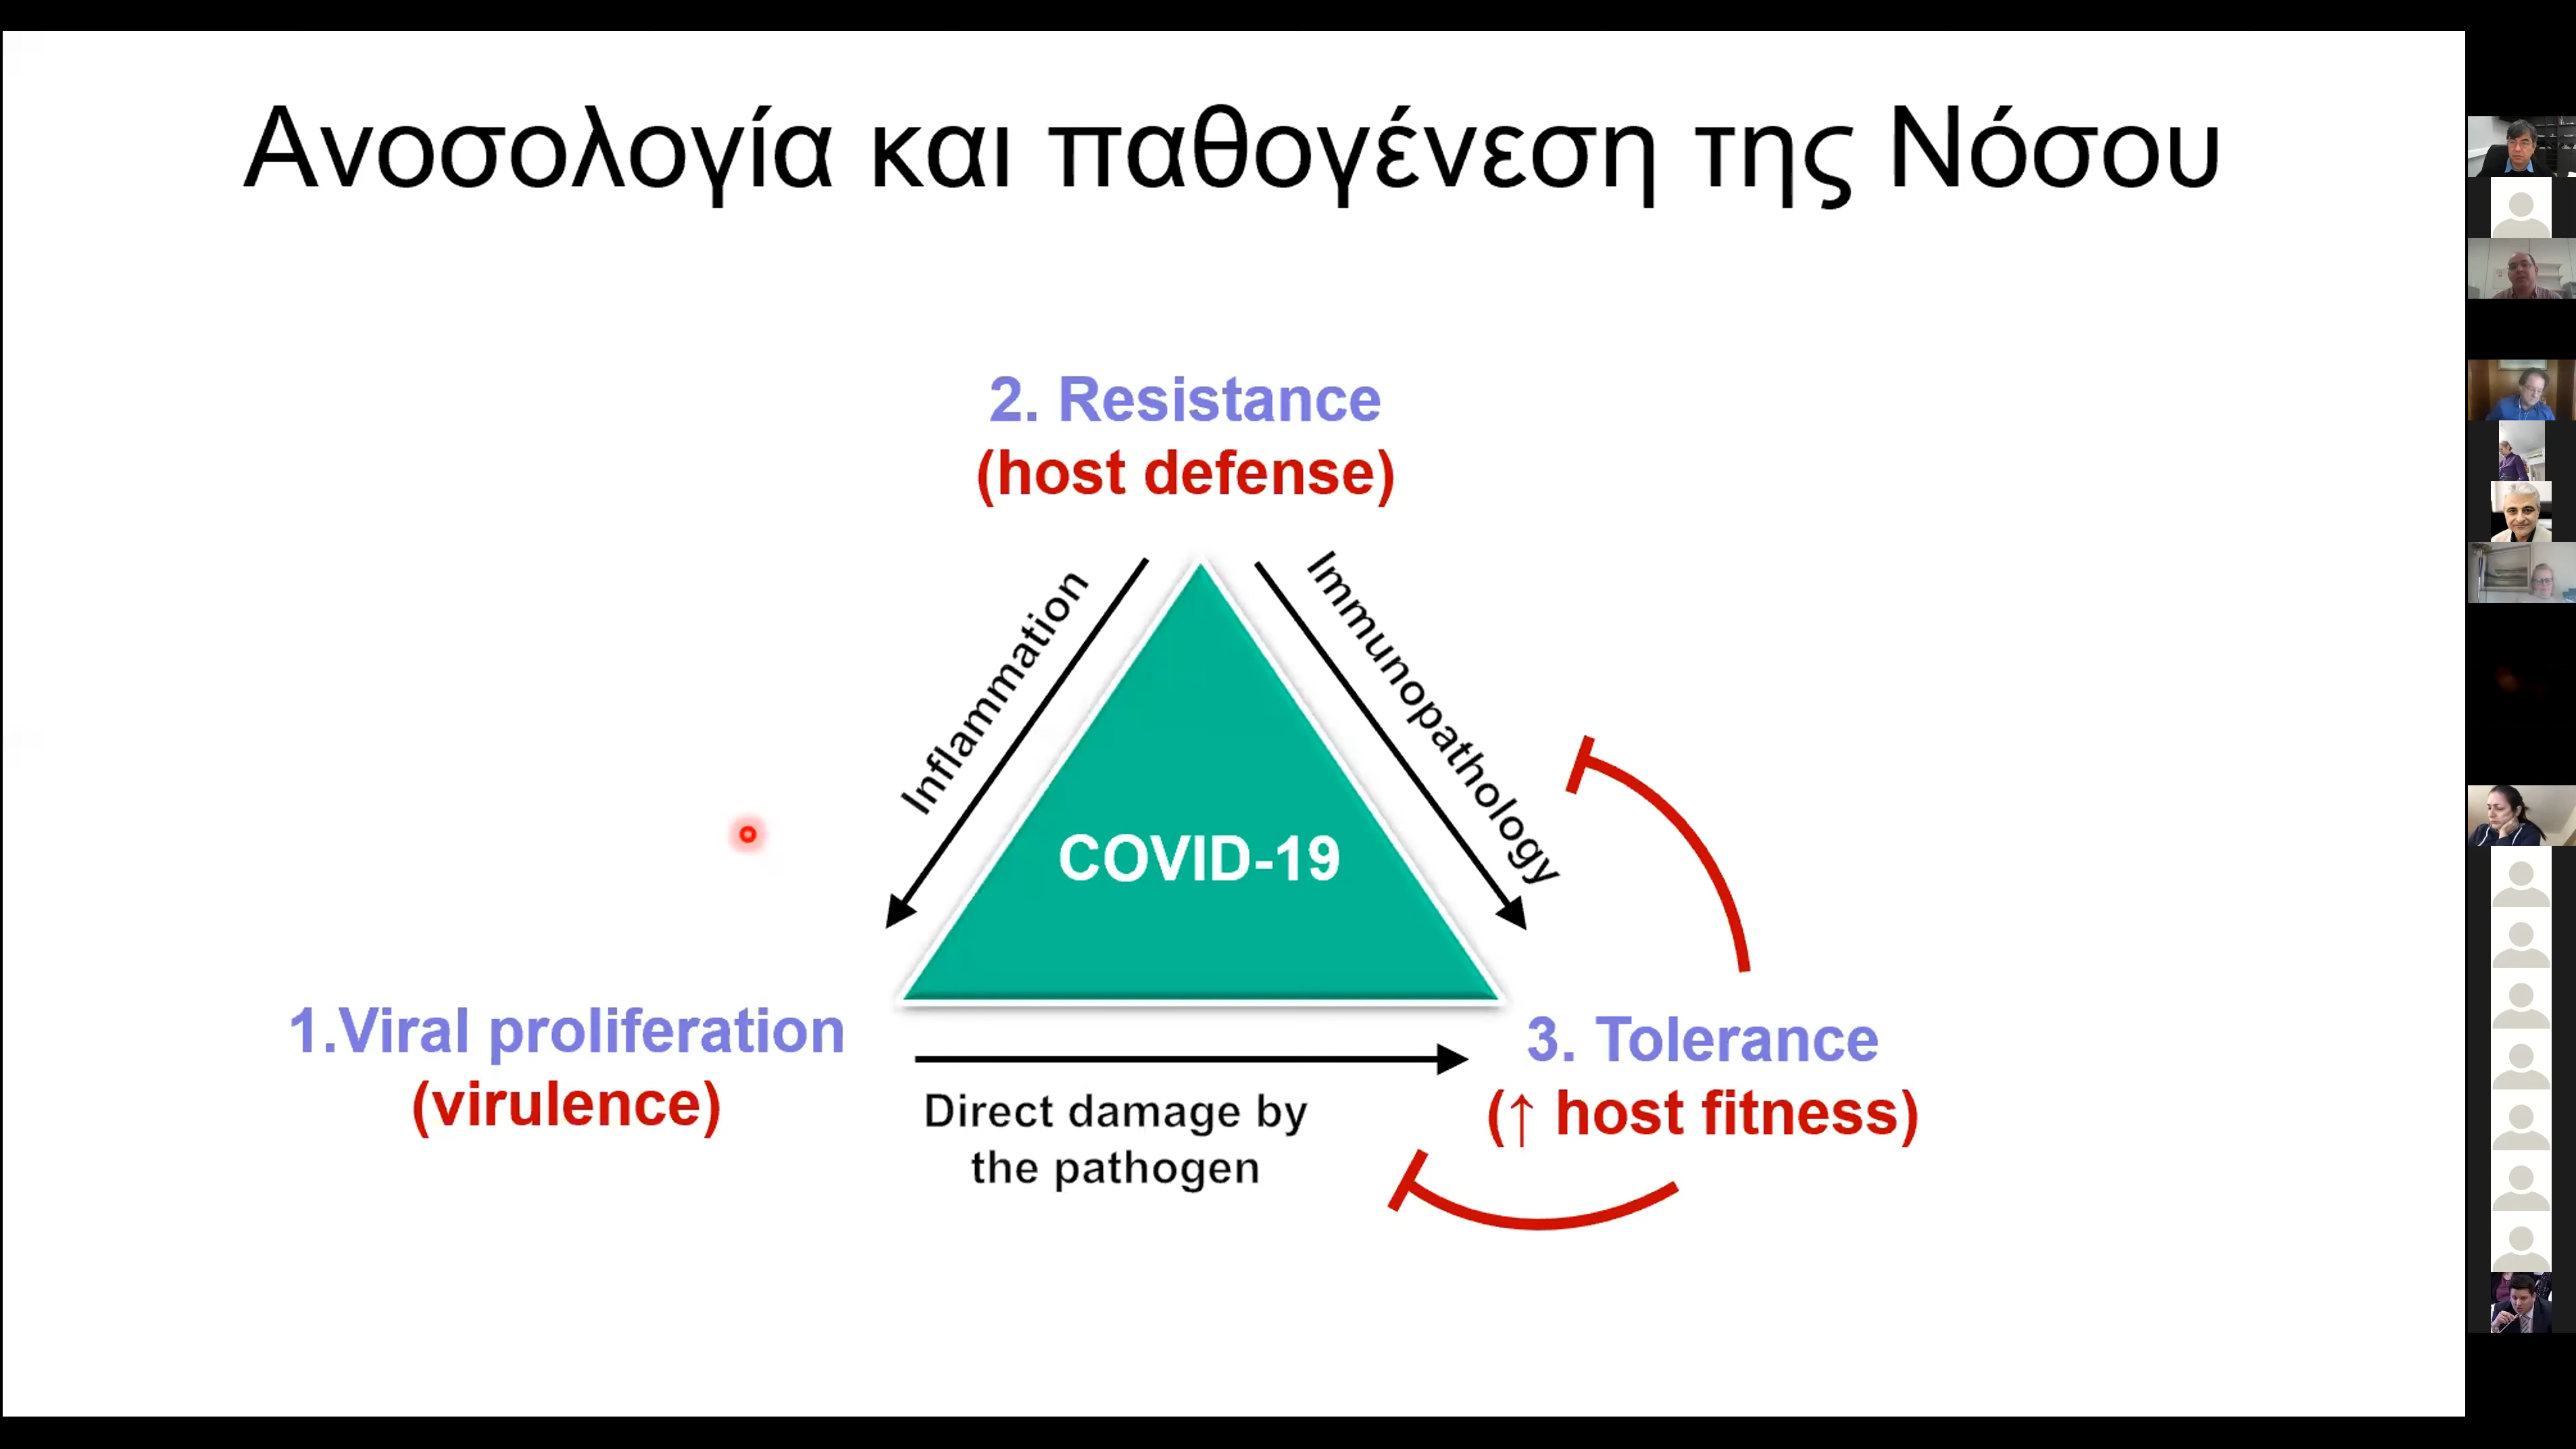 Ανοσολογία και παθογένεση της Νόσου
2. Resistance
(host defense)
Inflammation
Immunopathology
COVID-19
1.Viral proliferation
(virulence)
3. Tolerance
(↑ host fitness)
Direct damage by
the pathogen